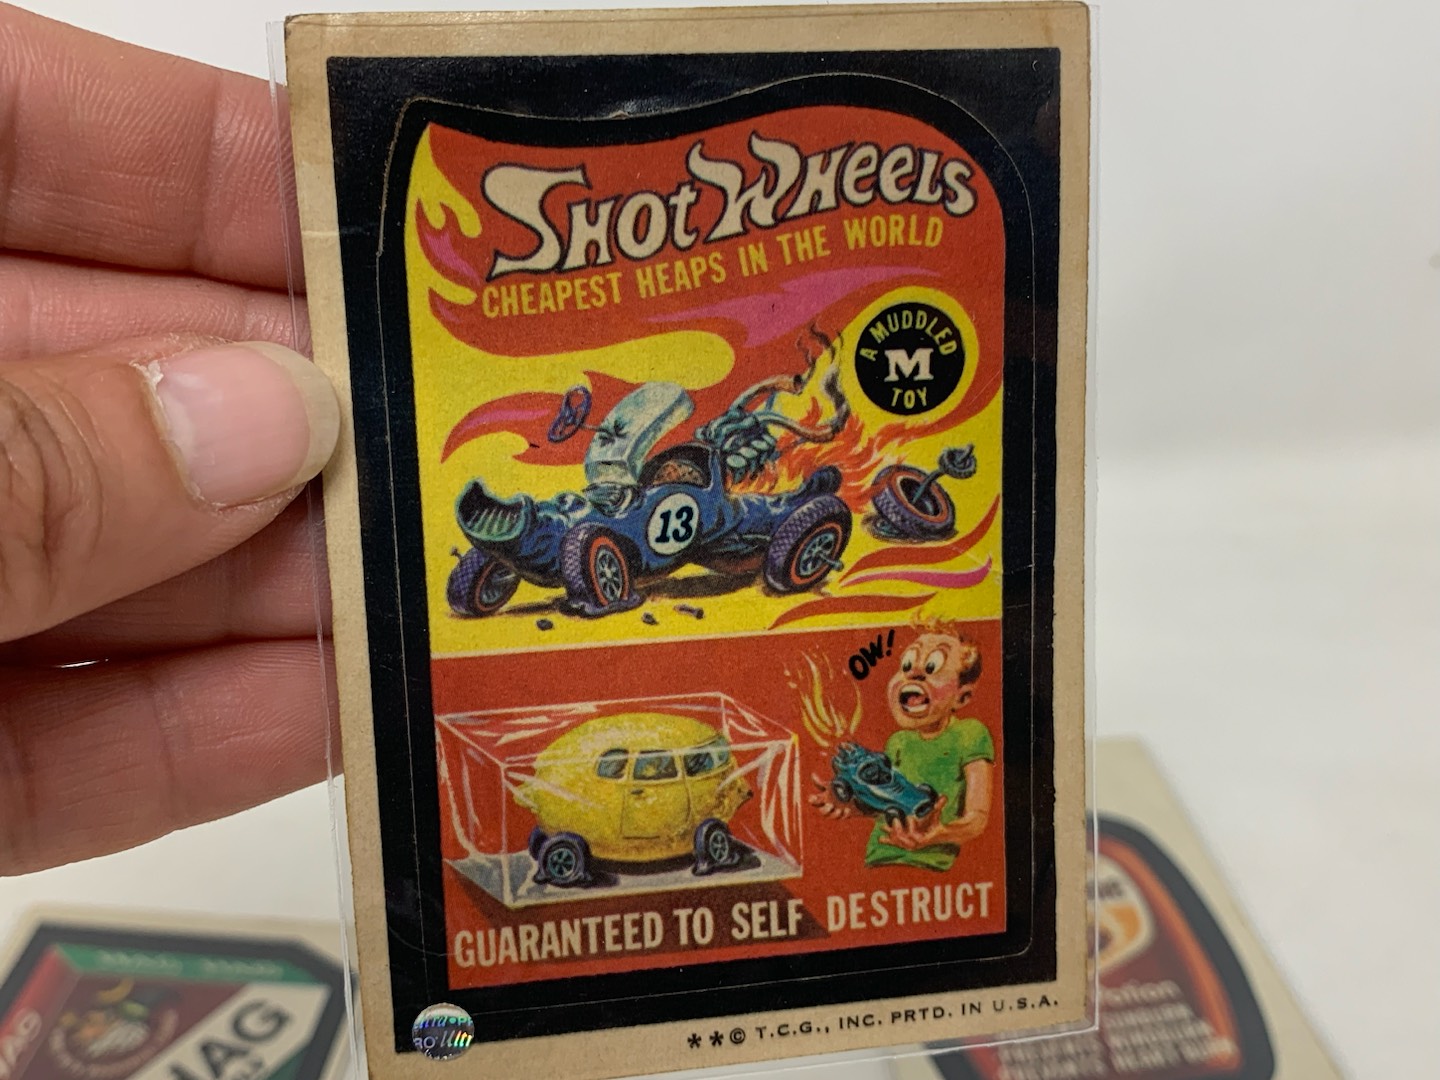 SHOT WHEELS
CHEAPEST HEAPS IN THE WORLD
A MUDDLED
M
TOY
13
OW!
GUARANTEED TO SELF DESTRUCT
**© T.C.G., INC. PRTD. IN U.S.A.